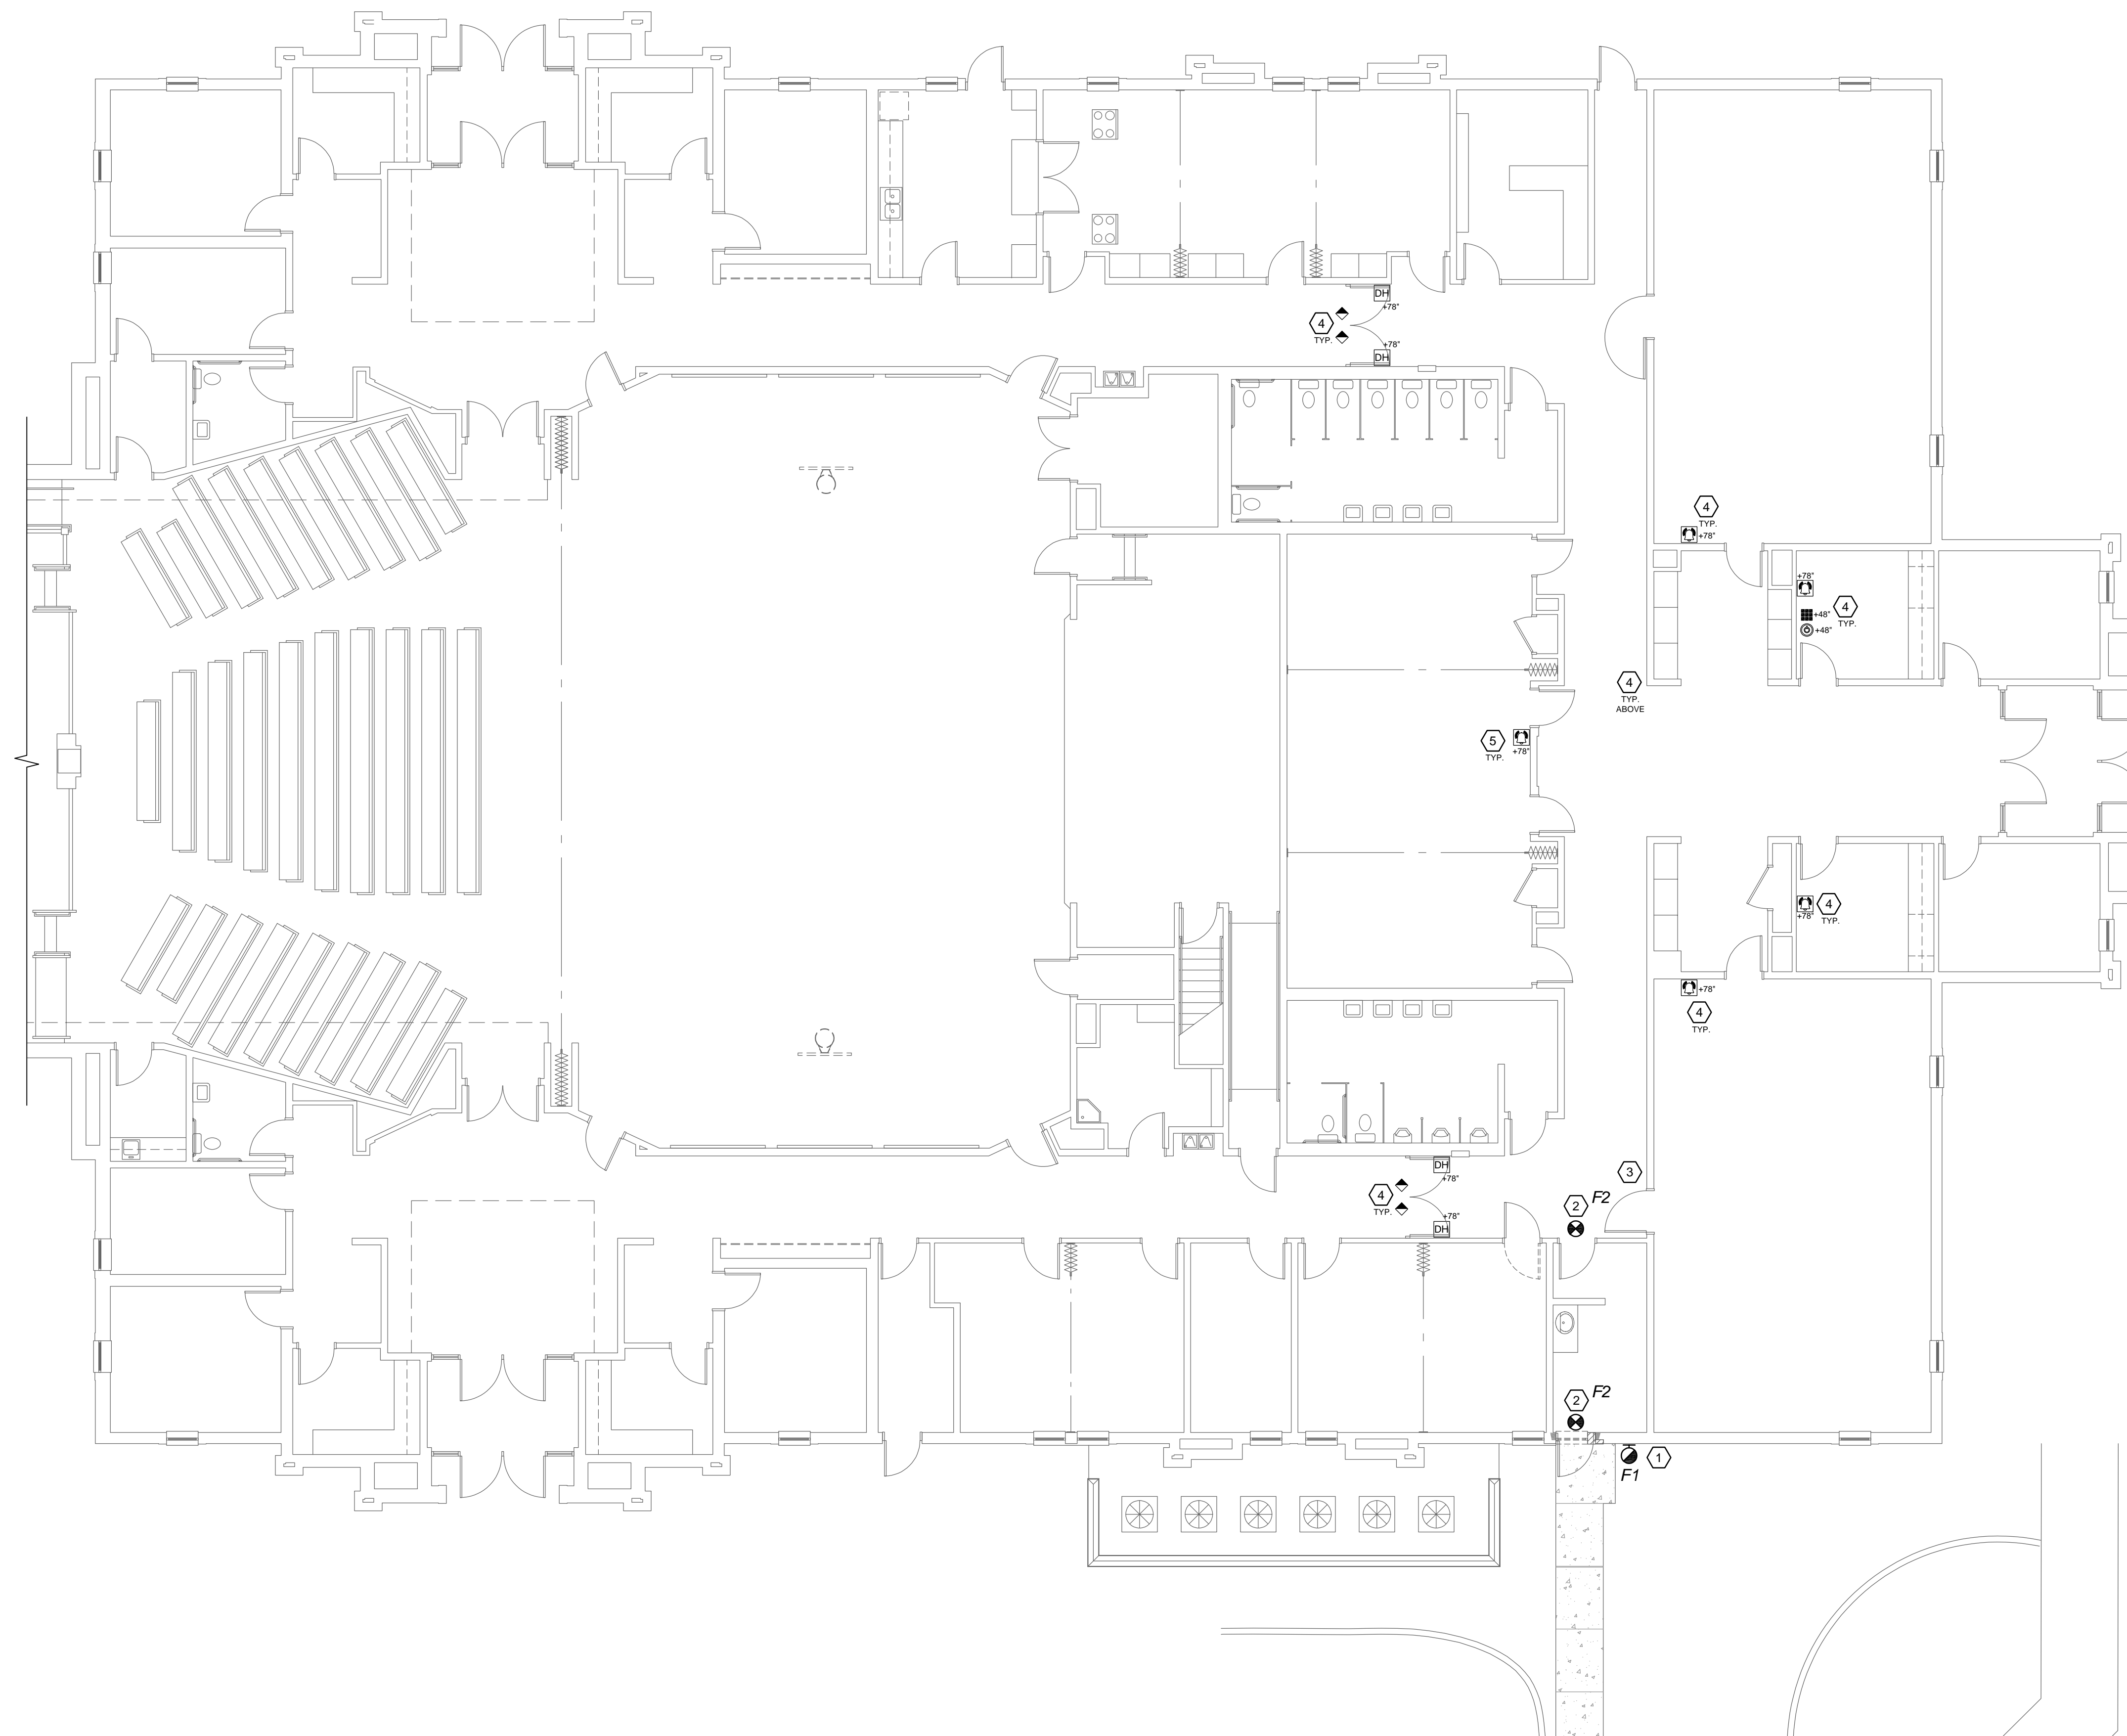 DH
+78"
4
TYP.
+78"
DH
4
TYP.
+78"
+78"
4
+48"
TYP.
+48"
4
TYP.
ABOVE
5
TYP.
+78"
4
+78"
TYP.
+78"
4
TYP.
DH
+78"
3
4
TYP.
2
F2
+78"
DH
2
F2
1
F1